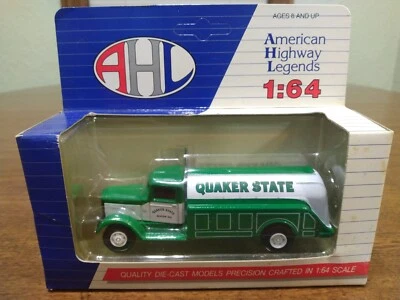 AGES 8 AND UP
AHL
American
Highway
Legends
1:64
QUAKER STATE
QUALITY DIE-CAST MODELS PRECISION CRAFTED IN 1:64 SCALE